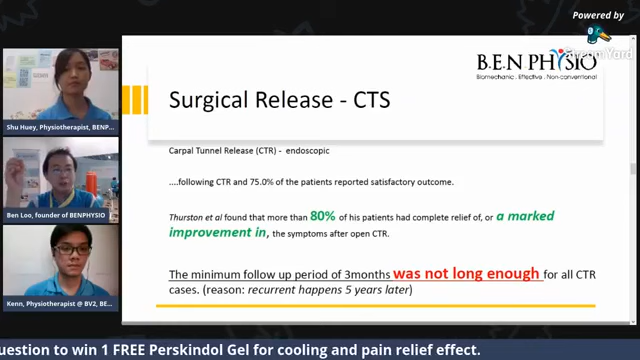 Powered by
StreamYard
B.E.N PHYSIO
Biomechanic . Effective . Non-conventional
Surgical Release - CTS
Carpal Tunnel Release (CTR) - endoscopic
....following CTR and 75.0% of the patients reported satisfactory outcome.
Thurston et al found that more than 80% of his patients had complete relief of, or a marked
improvement in, the symptoms after open CTR.
The minimum follow up period of 3months was not long enough for all CTR
cases. (reason: recurrent happens 5 years later)
Shu Huey, Physiotherapist, BENP...
Ben Loo, founder of BENPHYSIO
Kenn, Physiotherapist @ BV2, BE...
uestion to win 1 FREE Perskindol Gel for cooling and pain relief effect.